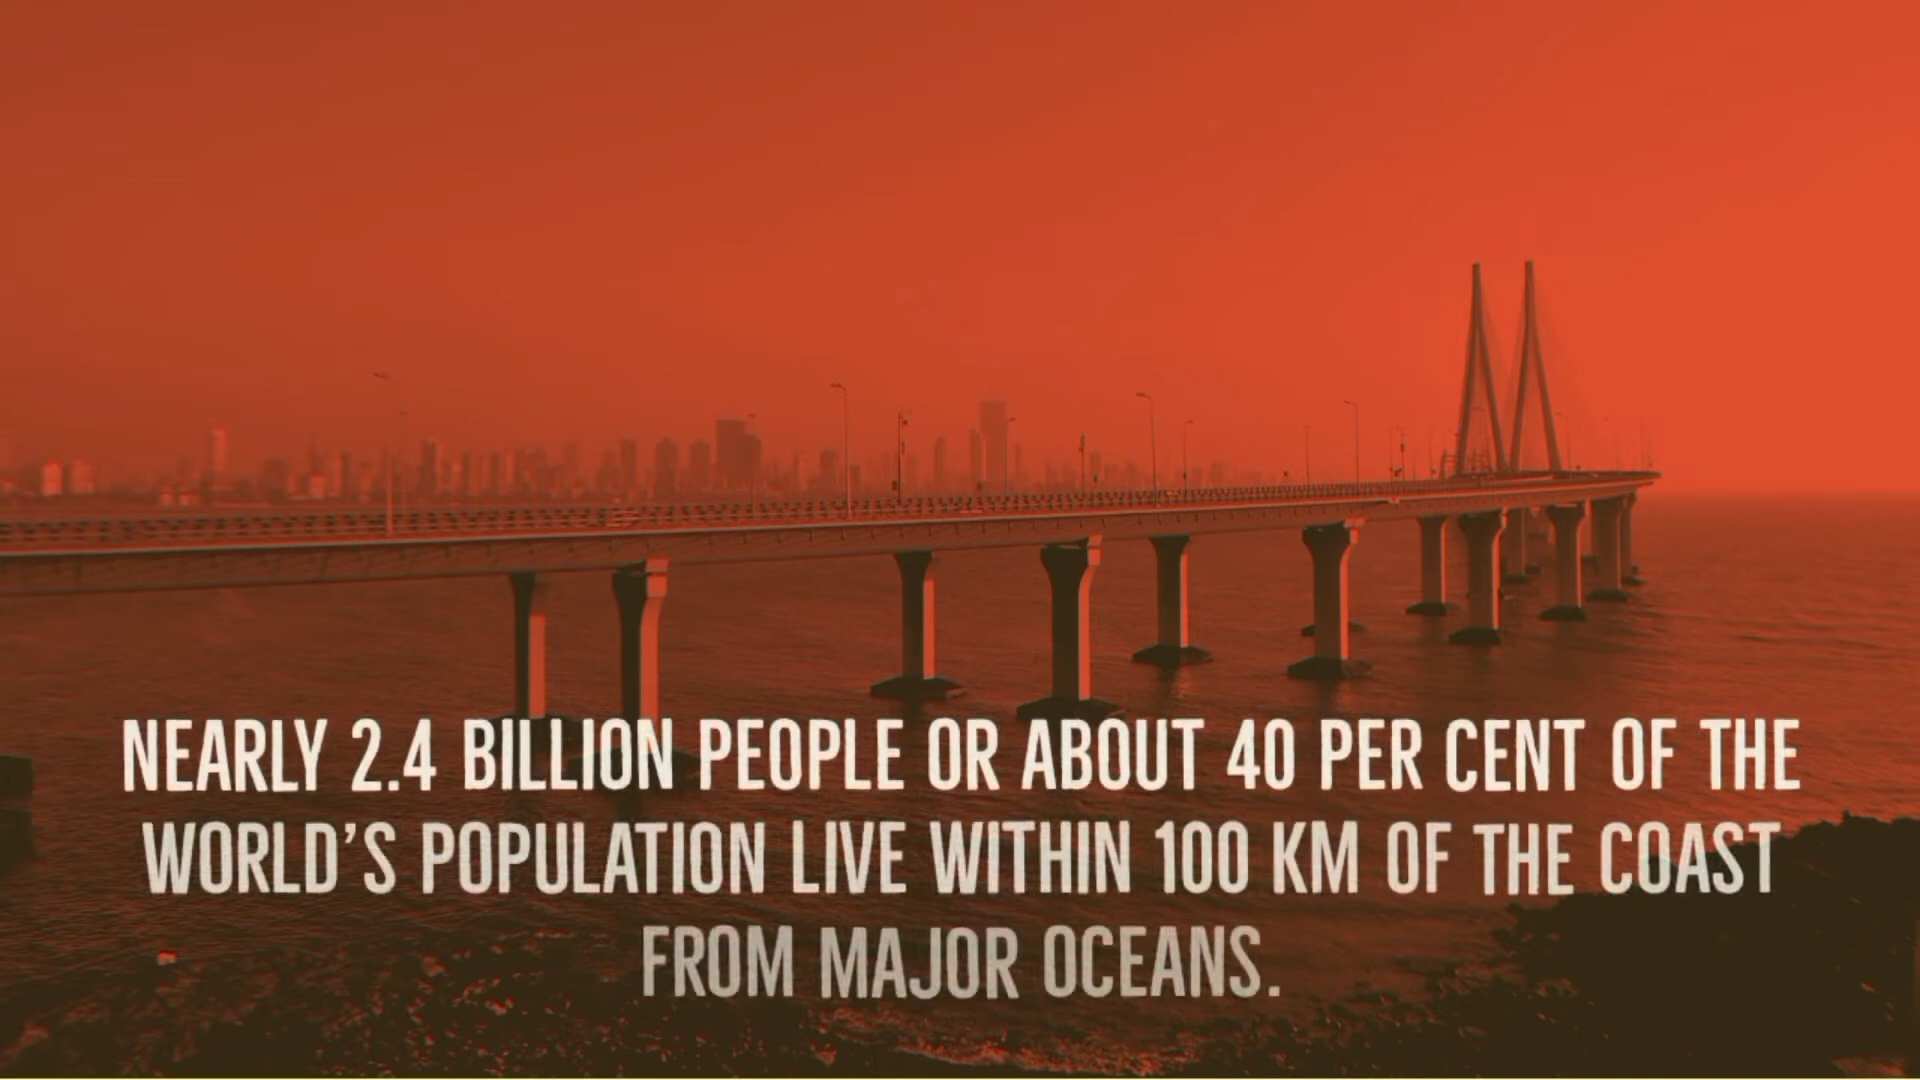 NEARLY 2.4 BILLION PEOPLE OR ABOUT 40 PER CENT OF THE
WORLD'S POPULATION LIVE WITHIN 100 KM OF THE COAST
FROM MAJOR OCEANS.